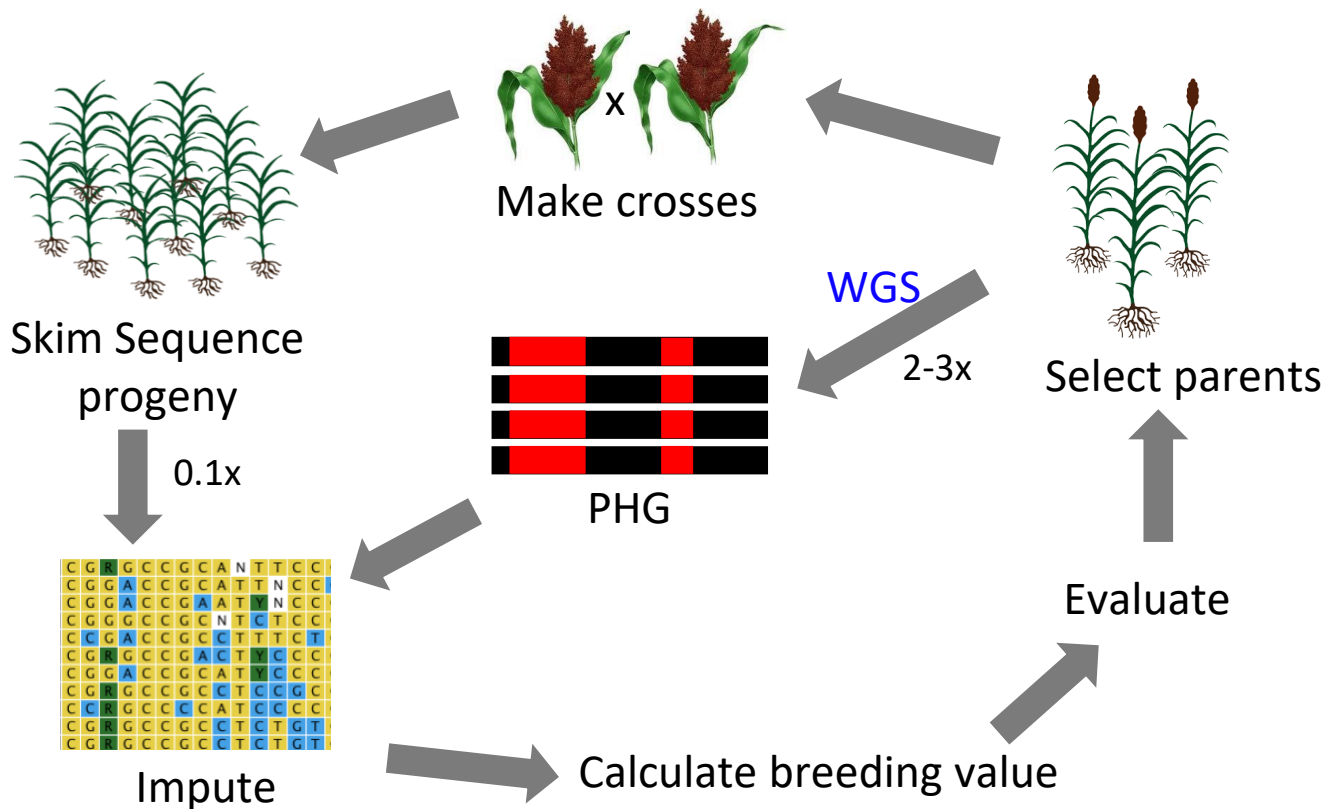 x
Make crosses
Skim Sequence
progeny
WGS
2-3x
Select parents
0.1x
PHG
C G R G C C G C A N T T C C
C G G A C C G C A T T N C C
C G G A C C G A A T Y N C C
C G G G C C G C N T C T C C
C C G A C C G C C T T T C T
C G R G C C G A C T Y C C C
C G G A C C G C A T Y C C C
C G R G C C G C C T C C G C
C C R G C C C C A T C C C C
C G R G C C G C C T C T G T
C G R G C C G C C T C T G T
Evaluate
Impute
Calculate breeding value